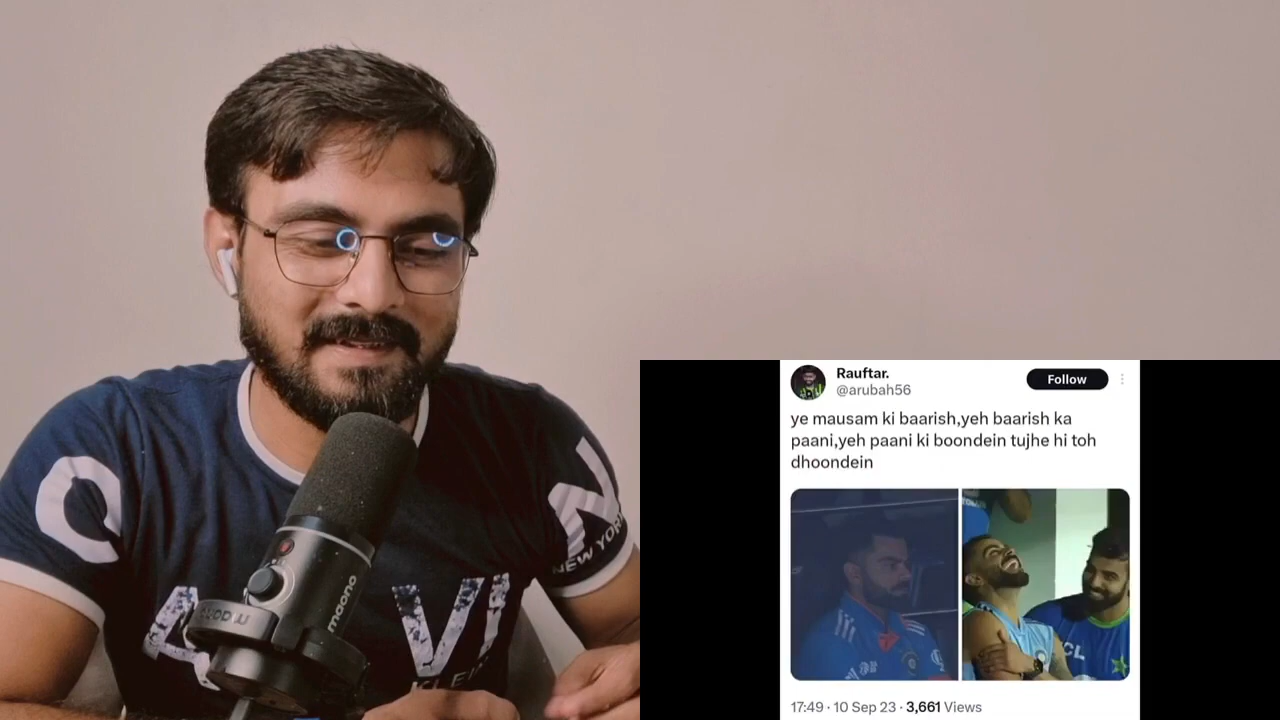 Rauftar.
@arubah56
Follow
ye mausam ki baarish,yeh baarish ka
paani,yeh paani ki boondein tujhe hi toh
dhoondein
17:49 · 10 Sep 23 · 3,661 Views
NEW YORK
maono
CL